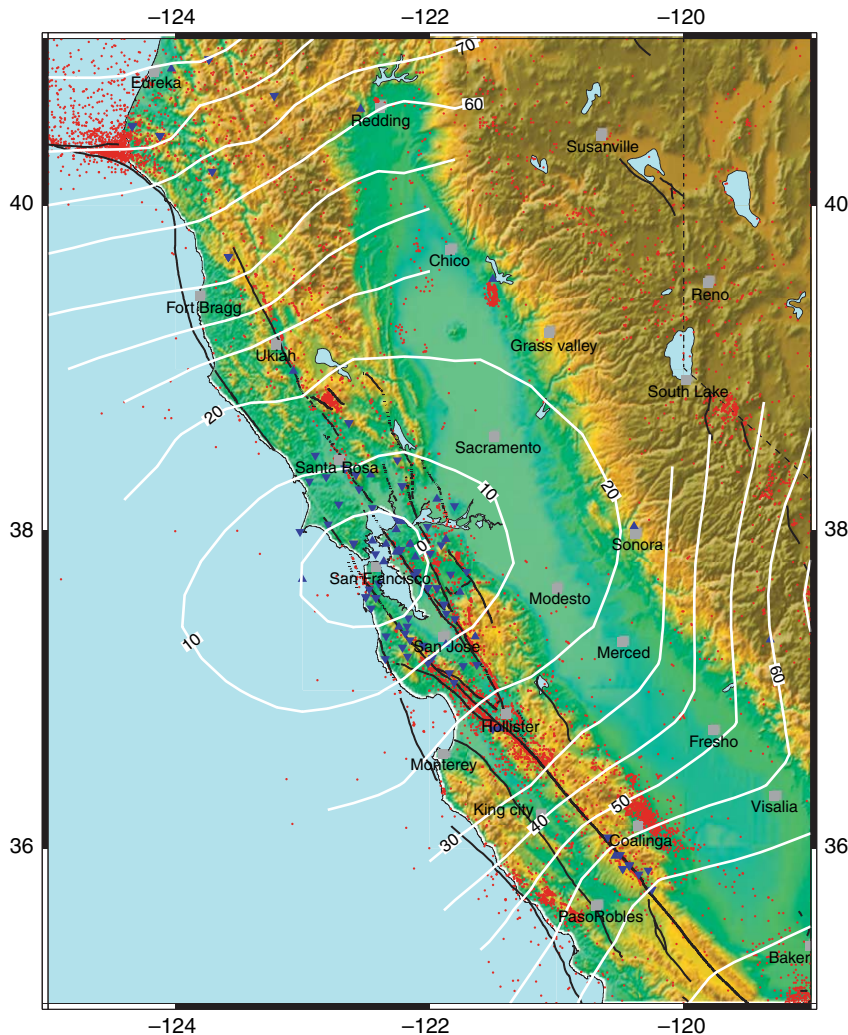 −124 −122 −120
70
Eureka
60
Redding
Susanville
40 40
Chico
Reno
Fort Bragg
Grass valley
Ukiah
South Lake
20
Sacramento
Santa Rosa
10 20
38 38
Sonora
0
San Francisco
Modesto
10
San Jose
Merced
60
Hollister
Fresho
Monterey
Visalia
50
King city
40
Coalinga
30
36 36
PasoRobles
Baker
−124 −122 −120